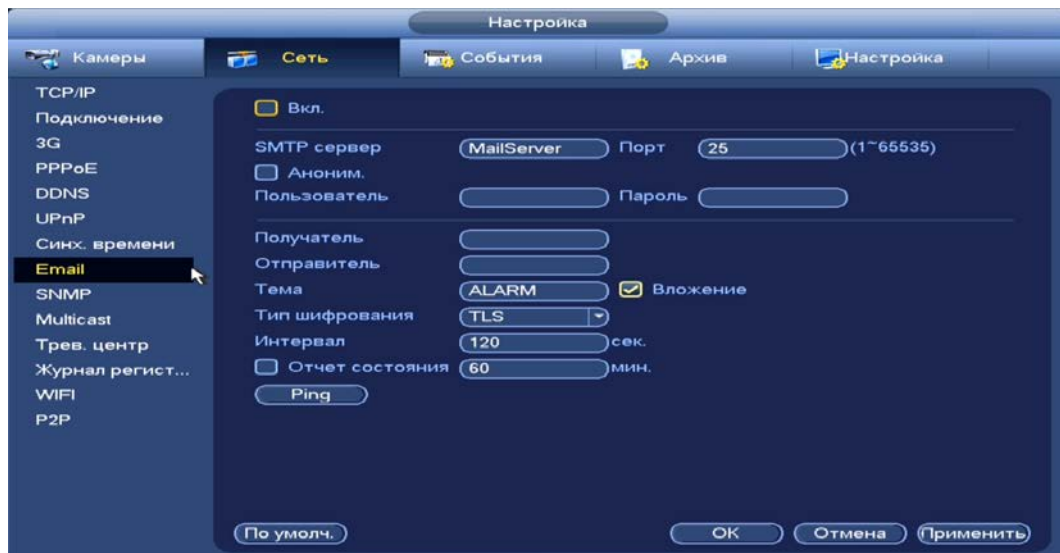 Настройка
Камеры
Сеть
События
Архив
Настройка
TCP/IP
Подключение
3G
PPPoE
DDNS
UPnP
Синх. времени
Email
SNMP
Multicast
Трев. центр
Журнал регист...
WIFI
P2P
Вкл.
SMTP сервер MailServer Порт 25 (1~65535)
Аноним.
Пользователь Пароль
Получатель
Отправитель
Тема ALARM Вложение
Тип шифрования TLS
Интервал 120 сек.
Отчет состояния 60 мин.
Ping
По умолч. OK Отмена Применить